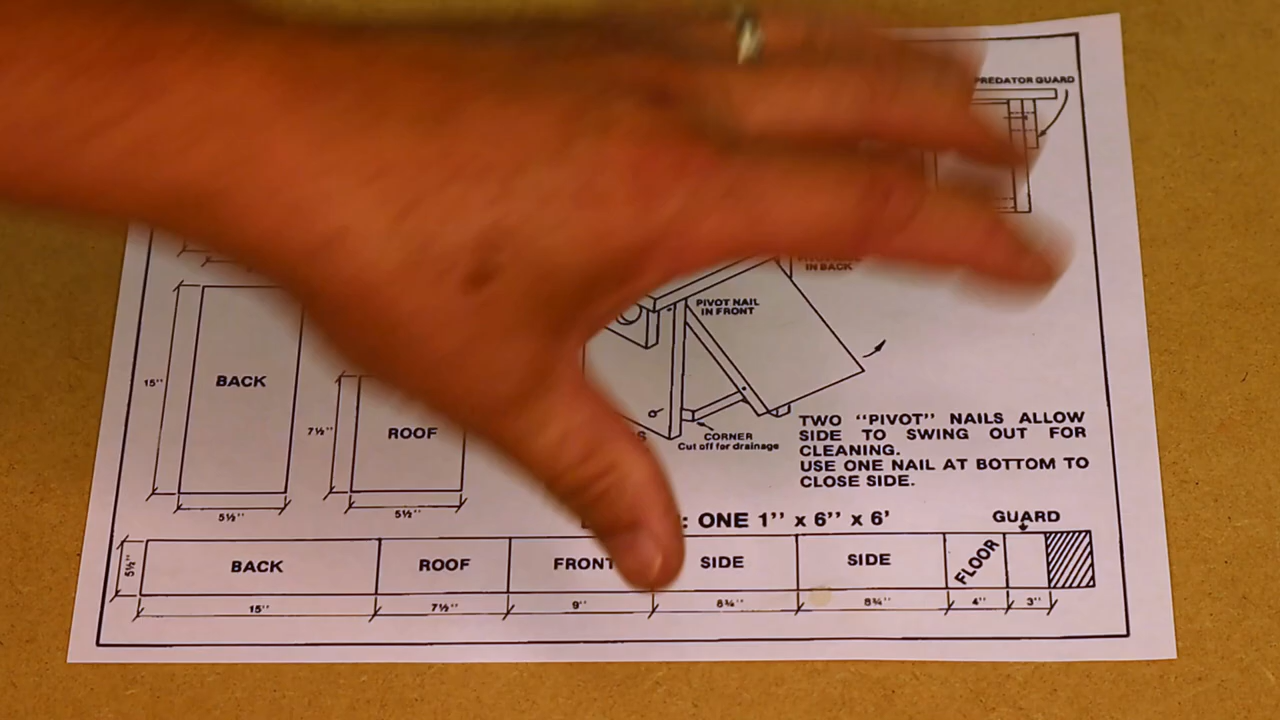 PREDATOR GUARD
IN BACK
PIVOT NAIL
IN FRONT
15"
BACK
7½"
ROOF
CORNER
Cut off for drainage
TWO "PIVOT" NAILS ALLOW
SIDE TO SWING OUT FOR
CLEANING.
USE ONE NAIL AT BOTTOM TO
CLOSE SIDE.
5½"
5½"
: ONE 1" x 6" x 6'
GUARD
5½"
BACK
ROOF
FRONT
SIDE
SIDE
FLOOR
15"
7½"
9"
8¾"
8¾"
4"
3"